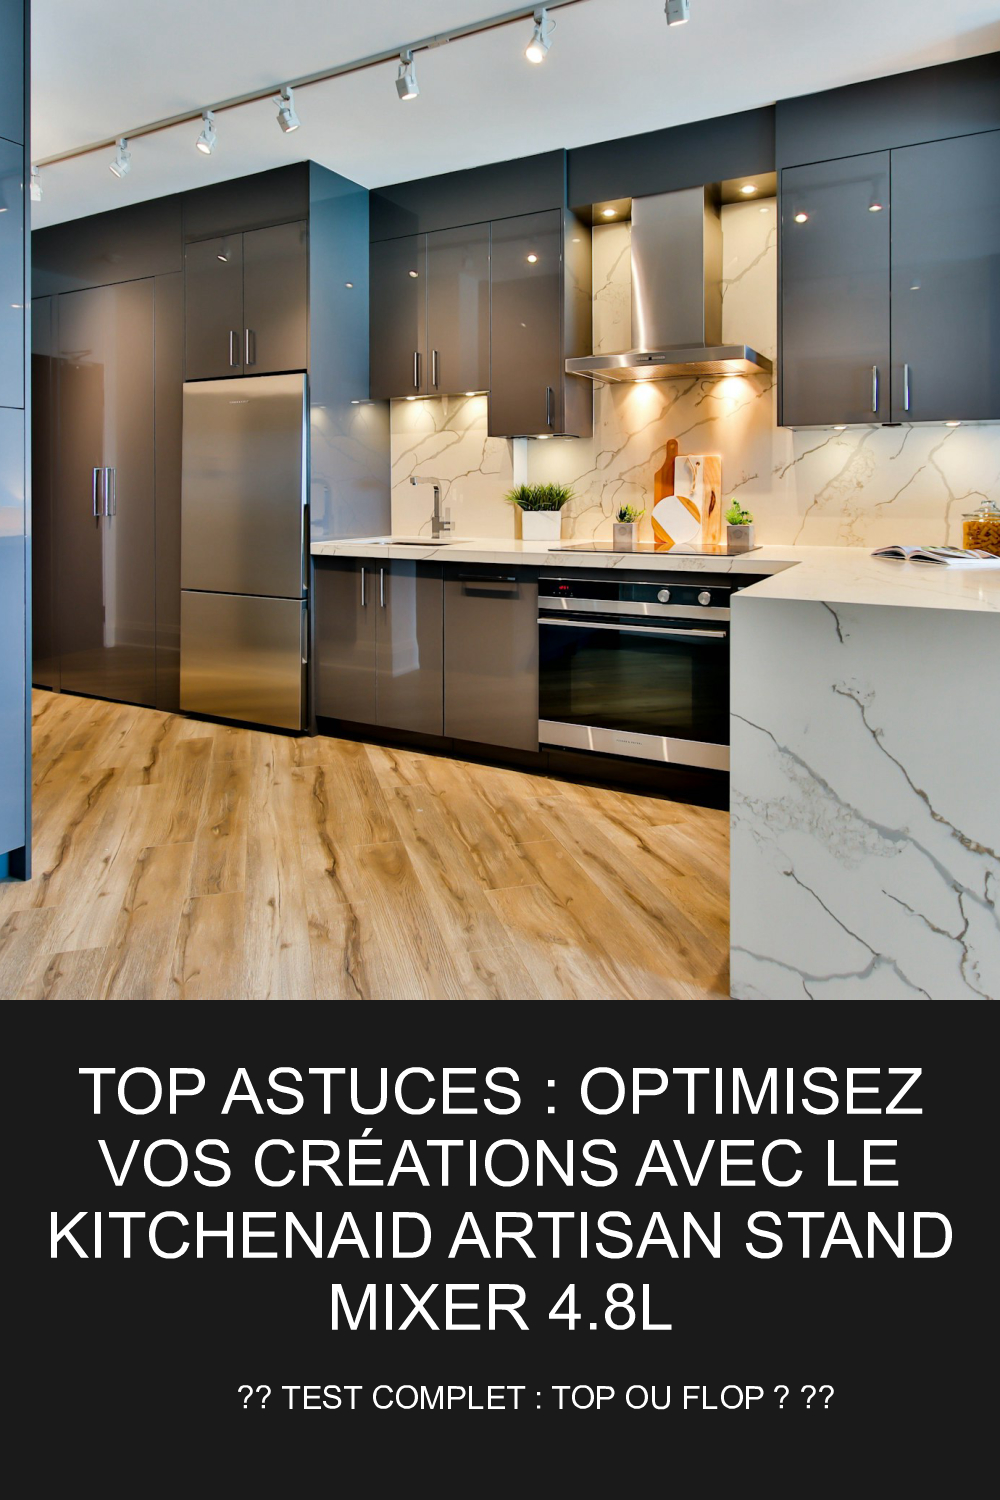 TOP ASTUCES : OPTIMISEZ
VOS CRÉATIONS AVEC LE
KITCHENAID ARTISAN STAND
MIXER 4.8L
?? TEST COMPLET : TOP OU FLOP ? ??